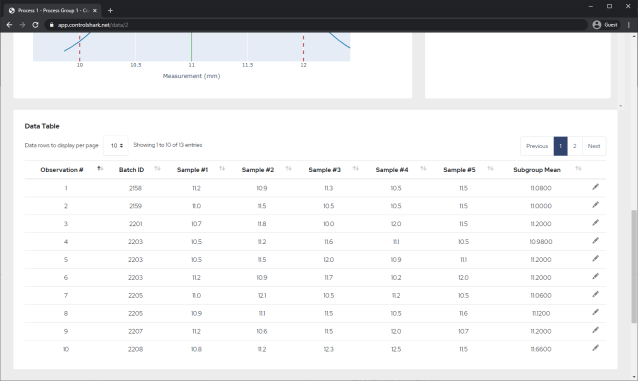 Process 1 - Process Group 1 - Co
app.controlshark.net/data/2
Guest
10 10.5 11 11.5 12
Measurement (mm)
Data Table
Data rows to display per page 10 Showing 1 to 10 of 13 entries
Previous 1 2 Next
Observation # Batch ID Sample #1 Sample #2 Sample #3 Sample #4 Sample #5 Subgroup Mean
1 2158 11.2 10.9 11.3 10.5 11.5 11.0800
2 2159 11.0 11.5 10.5 10.5 11.5 11.0000
3 2201 10.7 11.8 10.0 12.0 11.5 11.2000
4 2203 10.5 11.2 11.6 11.1 10.5 10.9800
5 2203 10.5 11.5 12.0 10.9 11.1 11.2000
6 2203 11.2 10.9 11.7 10.2 12.0 11.2000
7 2205 11.0 12.1 10.5 11.2 10.5 11.0600
8 2205 10.9 11.1 11.5 10.5 11.6 11.1200
9 2207 11.2 10.6 11.5 12.0 10.7 11.2000
10 2208 10.8 11.2 12.3 12.5 11.5 11.6600